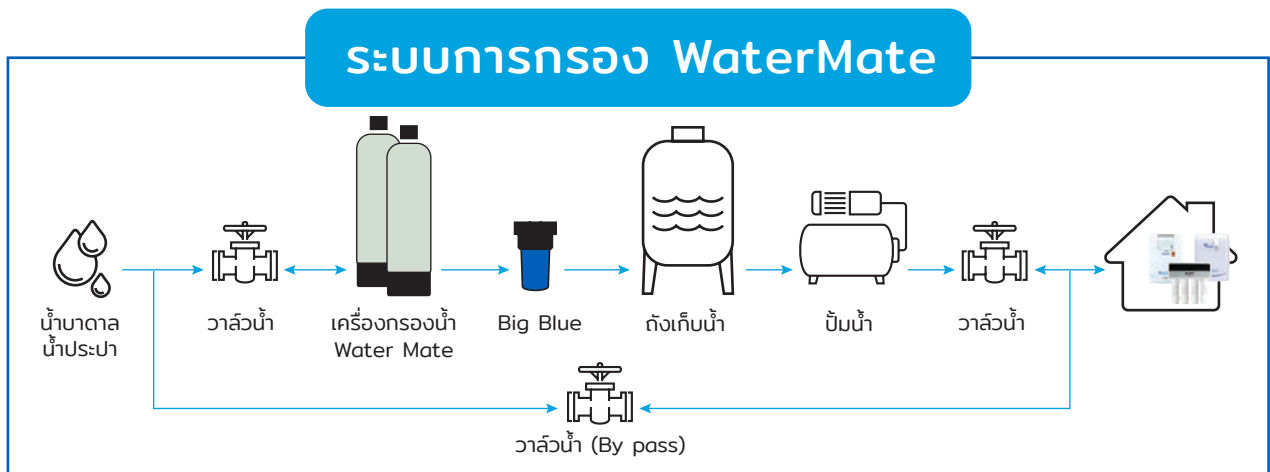 ระบบการกรอง WaterMate
น้ำบาดาล
น้ำประปา
วาล์วน้ำ
เครื่องกรองน้ำ
Water Mate
Big Blue
ถังเก็บน้ำ
ปั้มน้ำ
วาล์วน้ำ
วาล์วน้ำ (By pass)